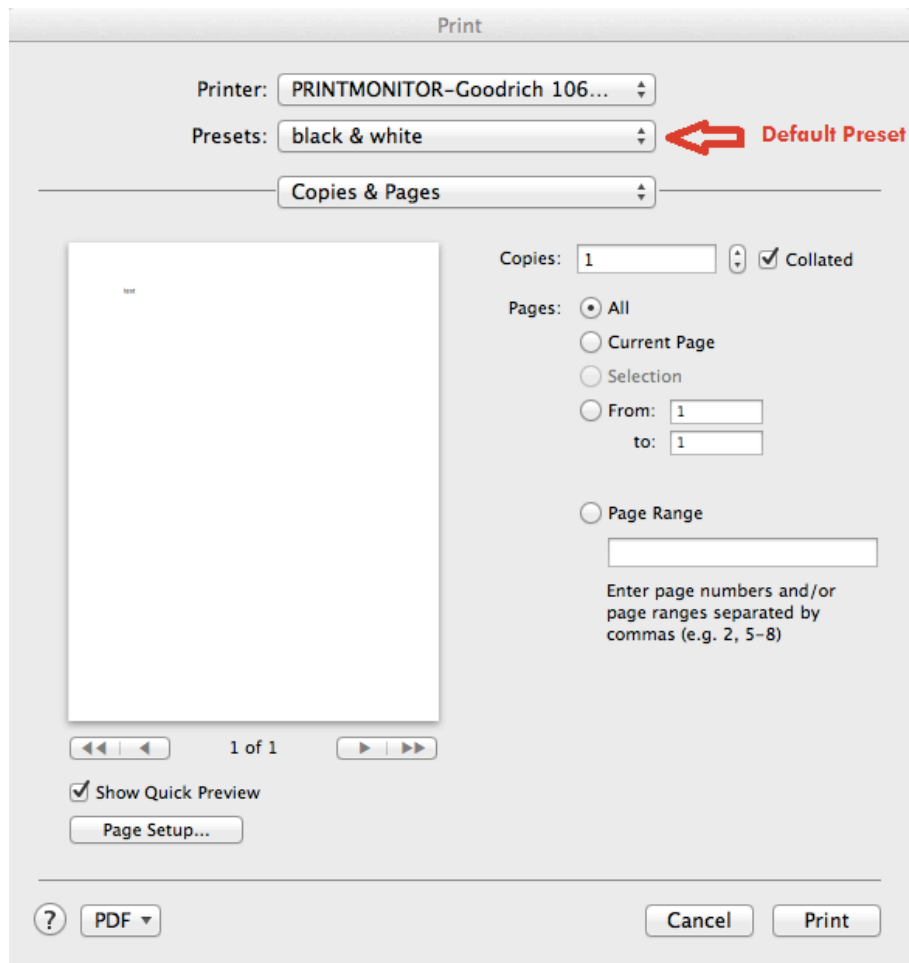 Print
Printer: PRINTMONITOR-Goodrich 106...
Presets: black & white
Default Preset
Copies & Pages
Copies: 1 Collated
text
Pages: All
Current Page
Selection
From: 1
to: 1
Page Range
Enter page numbers and/or
page ranges separated by
commas (e.g. 2, 5-8)
1 of 1
Show Quick Preview
Page Setup...
? PDF Cancel Print